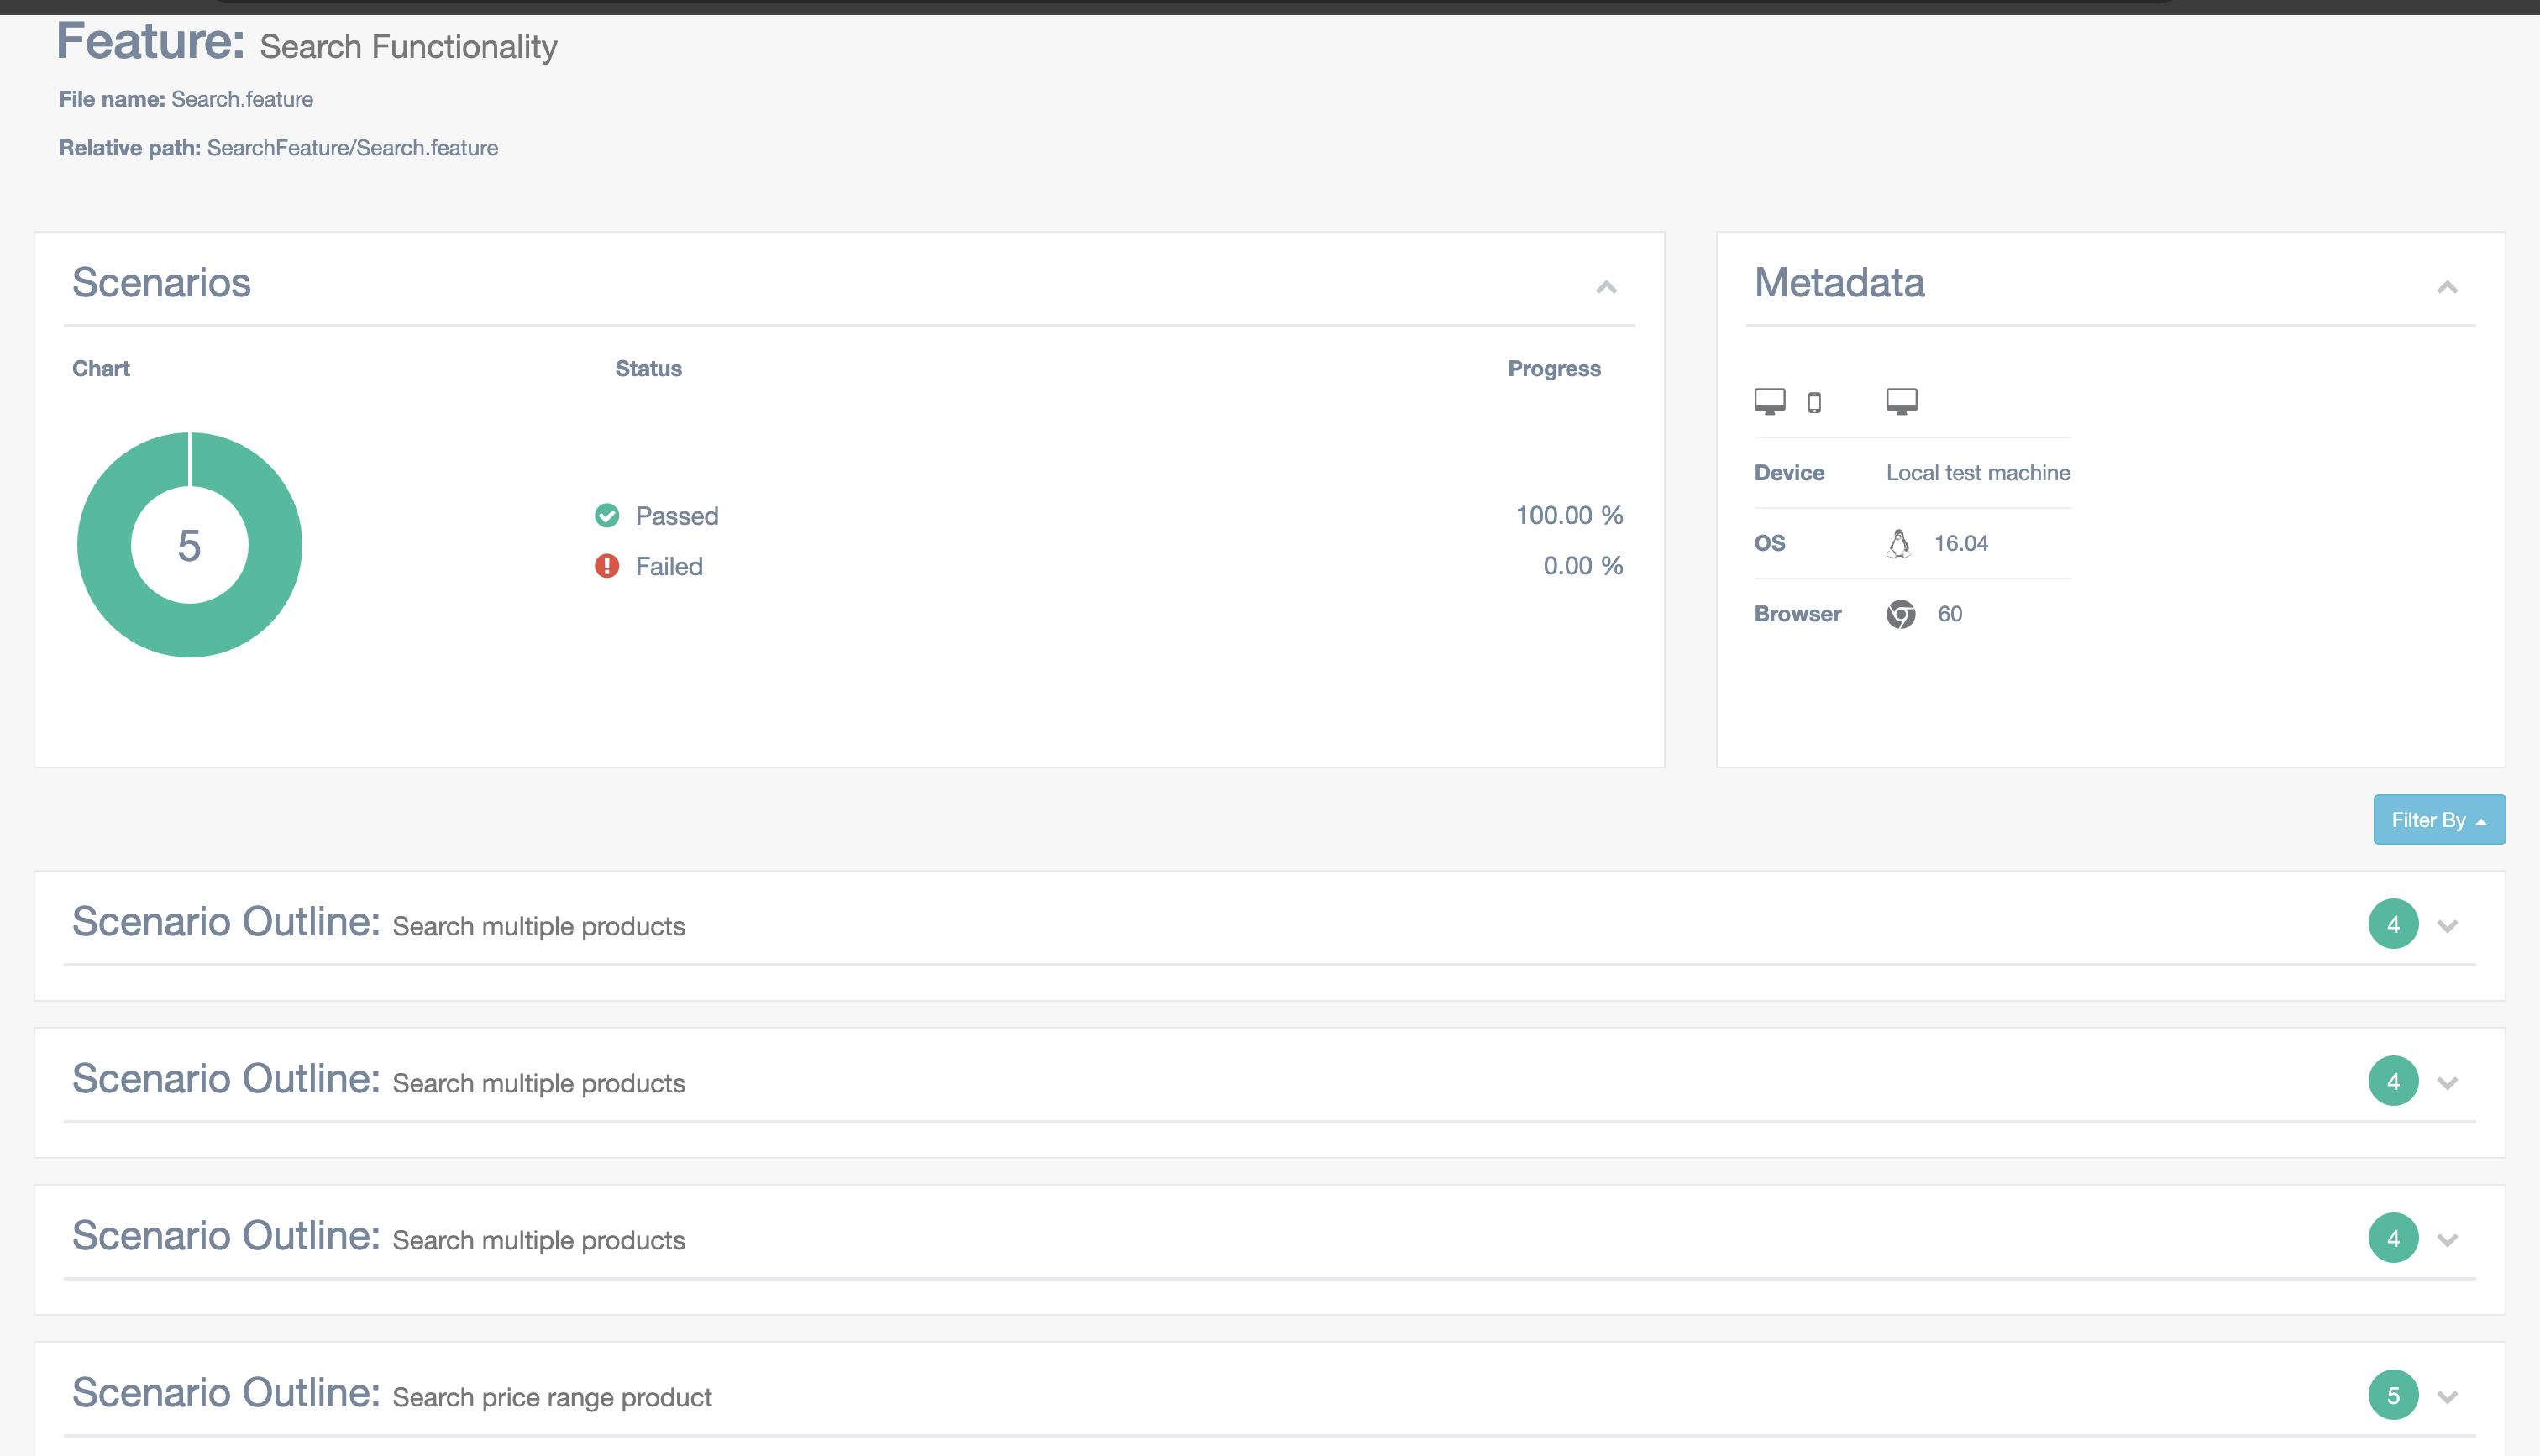 Feature: Search Functionality
File name: Search.feature
Relative path: SearchFeature/Search.feature
Scenarios
Chart Status Progress
5
Passed 100.00 %
Failed 0.00 %
Metadata
Device Local test machine
OS 16.04
Browser 60
Filter By
Scenario Outline: Search multiple products 4
Scenario Outline: Search multiple products 4
Scenario Outline: Search multiple products 4
Scenario Outline: Search price range product 5